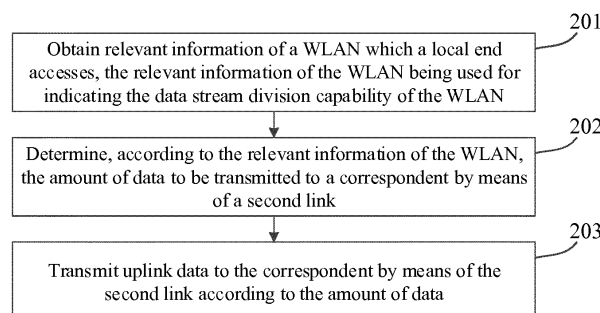 201
Obtain relevant information of a WLAN which a local end
accesses, the relevant information of the WLAN being used for
indicating the data stream division capability of the WLAN
202
Determine, according to the relevant information of the WLAN,
the amount of data to be transmitted to a correspondent by means
of a second link
203
Transmit uplink data to the correspondent by means of the
second link according to the amount of data